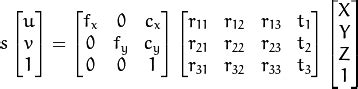 s [u v 1]ᵀ = [f_x 0 c_x; 0 f_y c_y; 0 0 1] [r_11 r_12 r_13 t_1; r_21 r_22 r_23 t_2; r_31 r_32 r_33 t_3] [X Y Z 1]ᵀ